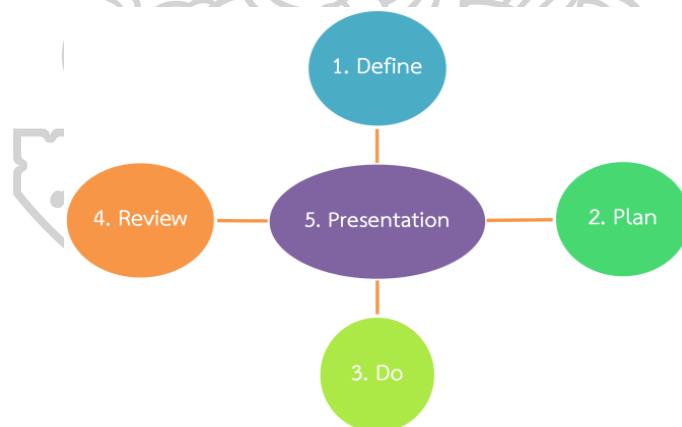 1. Define
4. Review
5. Presentation
2. Plan
3. Do